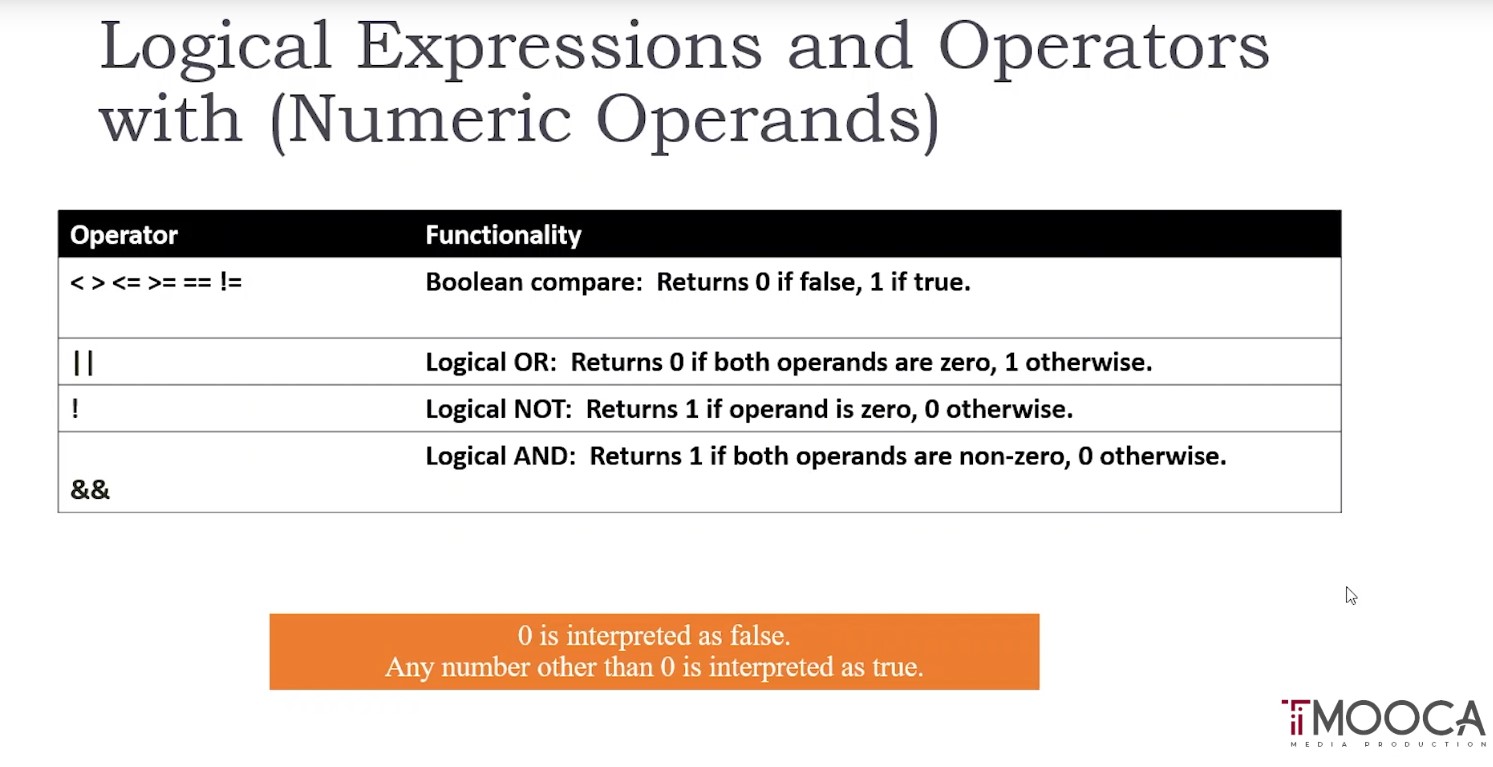 Logical Expressions and Operators
with (Numeric Operands)
Operator Functionality
< > <= >= == != Boolean compare: Returns 0 if false, 1 if true.
|| Logical OR: Returns 0 if both operands are zero, 1 otherwise.
! Logical NOT: Returns 1 if operand is zero, 0 otherwise.
Logical AND: Returns 1 if both operands are non-zero, 0 otherwise.
&&
0 is interpreted as false.
Any number other than 0 is interpreted as true.
TMOOCA
MEDIA PRODUCTION